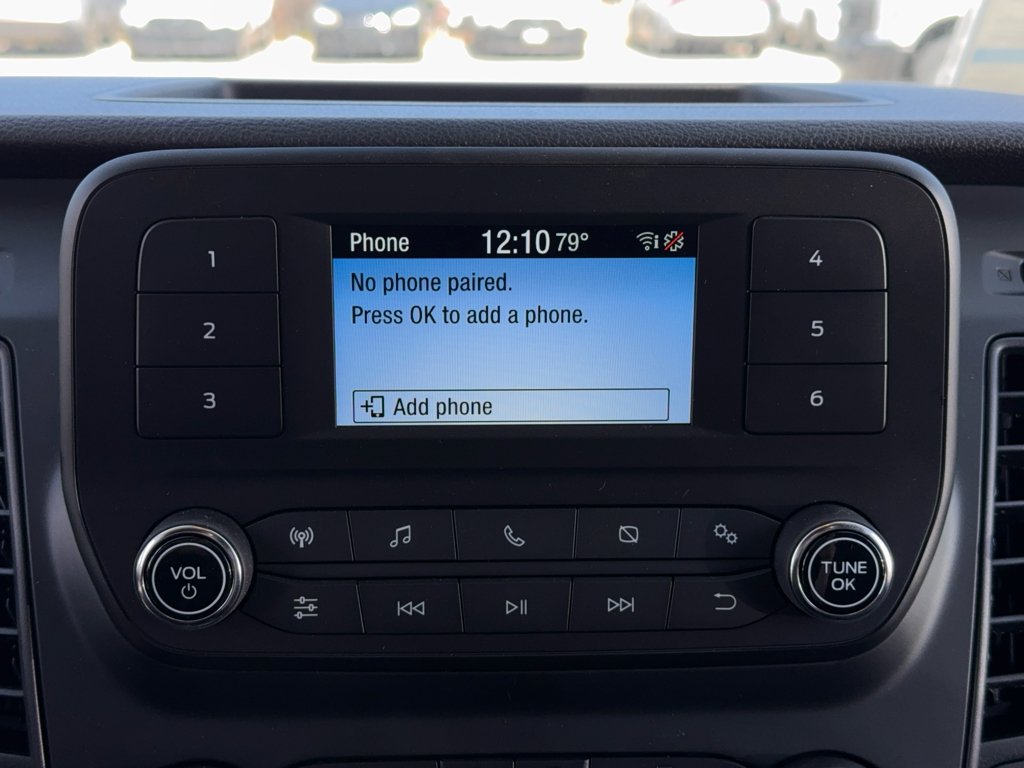 Phone 12:10 79°
No phone paired.
Press OK to add a phone.
Add phone
1
2
3
4
5
6
VOL
TUNE
OK